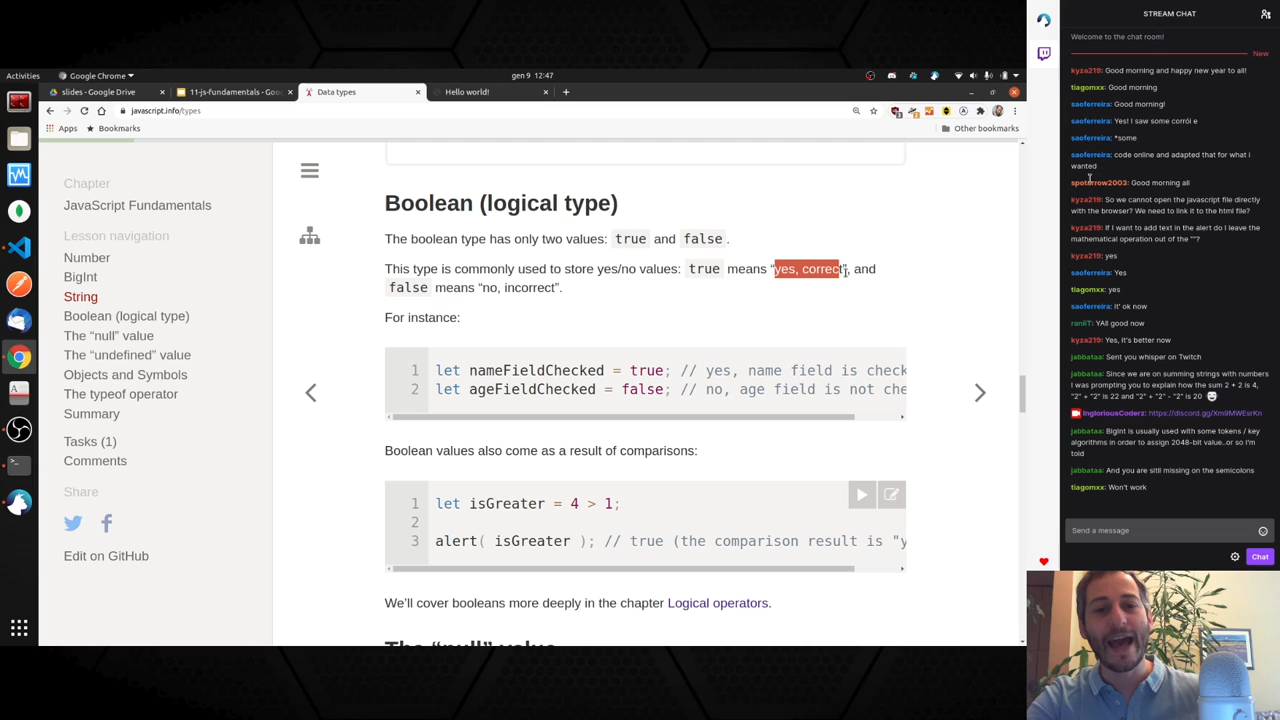 Activities
Google Chrome
gen 9 12:47
slides - Google Drive
11-js-fundamentals - Goo
Data types
Hello world!
javascript.info/types
Apps
Bookmarks
Other bookmarks
Chapter
JavaScript Fundamentals
Lesson navigation
Number
BigInt
String
Boolean (logical type)
The “null” value
The “undefined” value
Objects and Symbols
The typeof operator
Summary
Tasks (1)
Comments
Share
Edit on GitHub
Boolean (logical type)
The boolean type has only two values: true and false.
This type is commonly used to store yes/no values: true means “yes, correct”, and
false means “no, incorrect”.
For instance:
1 let nameFieldChecked = true; // yes, name field is check
2 let ageFieldChecked = false; // no, age field is not che
Boolean values also come as a result of comparisons:
1 let isGreater = 4 > 1;
2
3 alert( isGreater ); // true (the comparison result is "y
We’ll cover booleans more deeply in the chapter Logical operators.
The “null” value
STREAM CHAT
Welcome to the chat room!
New
kyza219: Good morning and happy new year to all!
tiagomxx: Good morning
saoferreira: Good morning!
saoferreira: Yes! I saw some corrói e
saoferreira: *some
saoferreira: code online and adapted that for what I
wanted
spotarrow2003: Good morning all
kyza219: So we cannot open the javascript file directly
with the browser? We need to link it to the html file?
kyza219: If I want to add text in the alert do I leave the
mathematical operation out of the ""?
kyza219: yes
saoferreira: Yes
tiagomxx: yes
saoferreira: it' ok now
raniiT: YAll good now
kyza219: Yes, it's better now
jabbataa: Sent you whisper on Twitch
jabbataa: Since we are on summing strings with numbers
I was prompting you to explain how the sum 2 + 2 is 4,
"2" + "2" is 22 and "2" + "2" - "2" is 20
IngloriousCoderz: https://discord.gg/Xm9MWEsrKn
jabbataa: BigInt is usually used with some tokens / key
algorithms in order to assign 2048-bit value..or so I'm
told
jabbataa: And you are sitll missing on the semicolons
tiagomxx: Won't work
Send a message
Chat